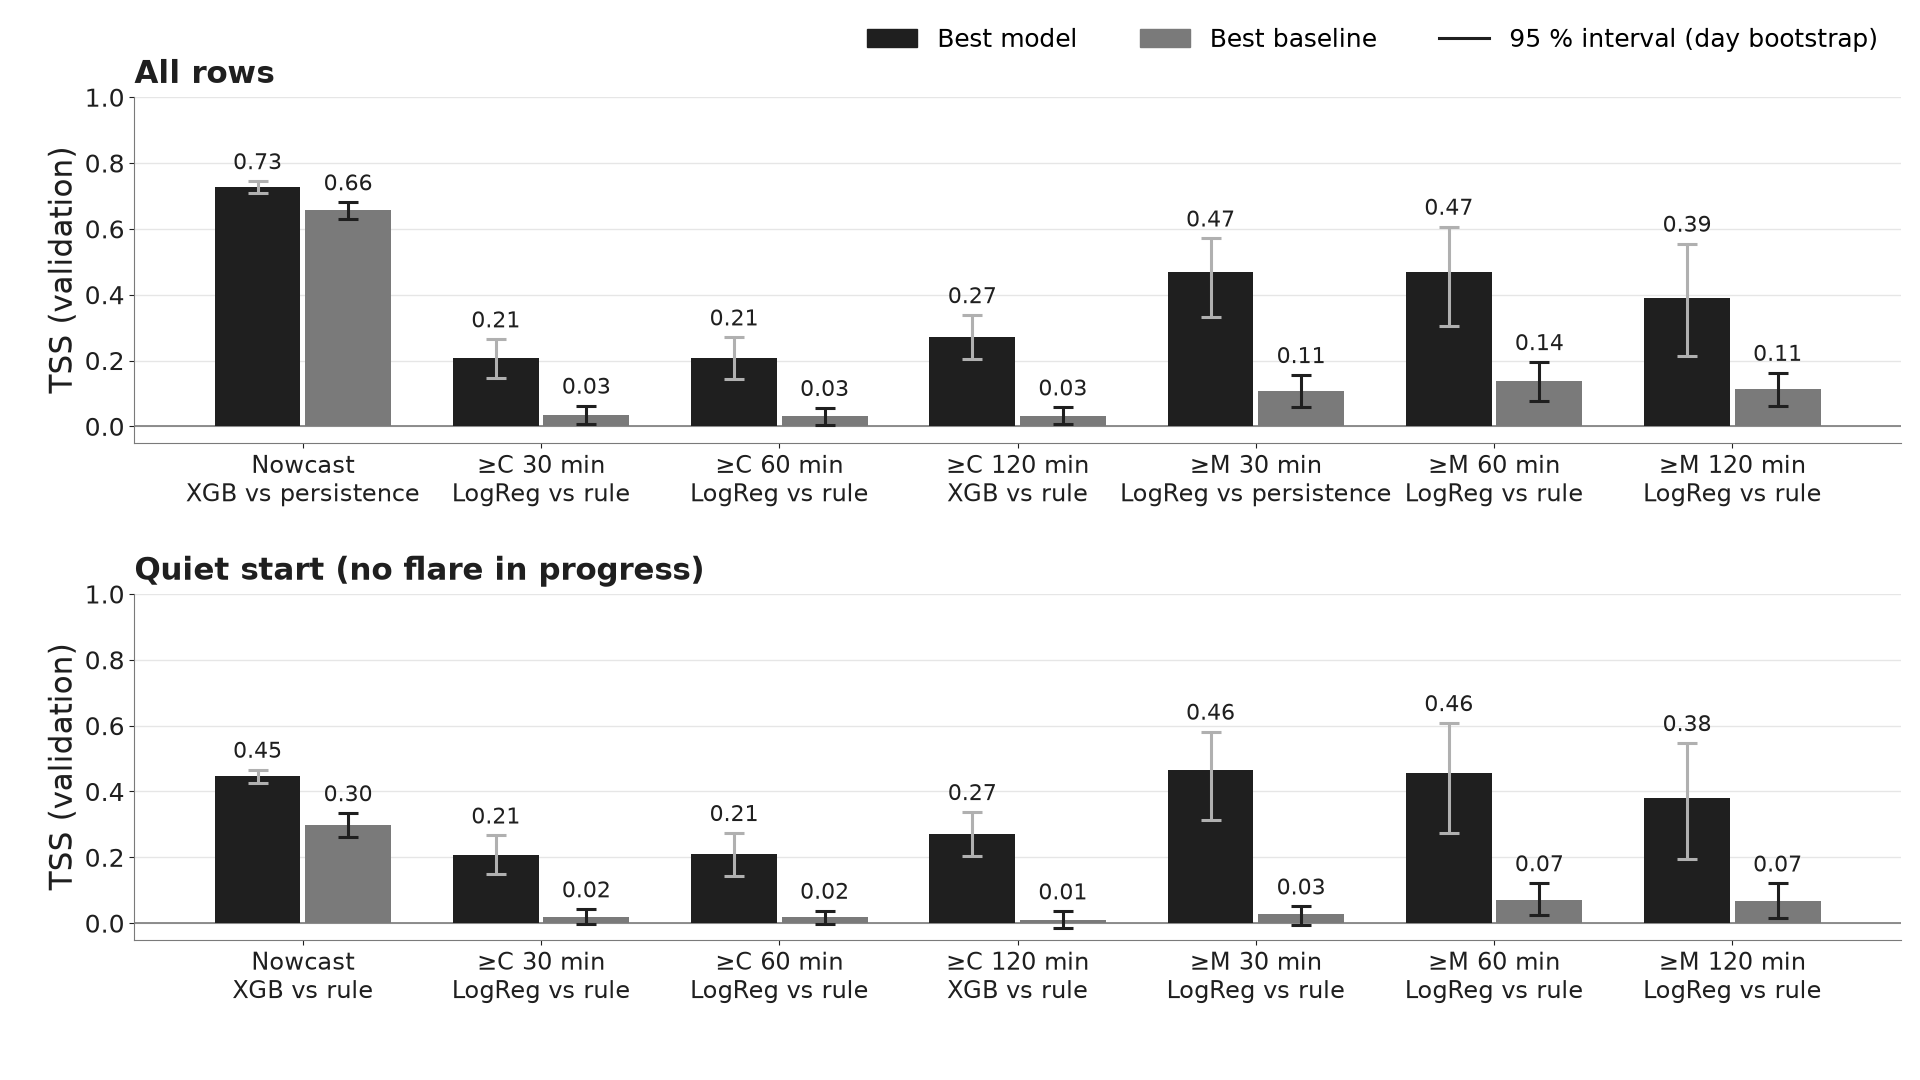 Best model Best baseline 95 % interval (day bootstrap)
All rows
TSS (validation)
1.0
0.8
0.6
0.4
0.2
0.0
0.73 0.66 0.21 0.03 0.21 0.03 0.27 0.03 0.47 0.11 0.47 0.14 0.39 0.11
Nowcast ≥C 30 min ≥C 60 min ≥C 120 min ≥M 30 min ≥M 60 min ≥M 120 min
XGB vs persistence LogReg vs rule LogReg vs rule XGB vs rule LogReg vs persistence LogReg vs rule LogReg vs rule
Quiet start (no flare in progress)
TSS (validation)
1.0
0.8
0.6
0.4
0.2
0.0
0.45 0.30 0.21 0.02 0.21 0.02 0.27 0.01 0.46 0.03 0.46 0.07 0.38 0.07
Nowcast ≥C 30 min ≥C 60 min ≥C 120 min ≥M 30 min ≥M 60 min ≥M 120 min
XGB vs rule LogReg vs rule LogReg vs rule XGB vs rule LogReg vs rule LogReg vs rule LogReg vs rule